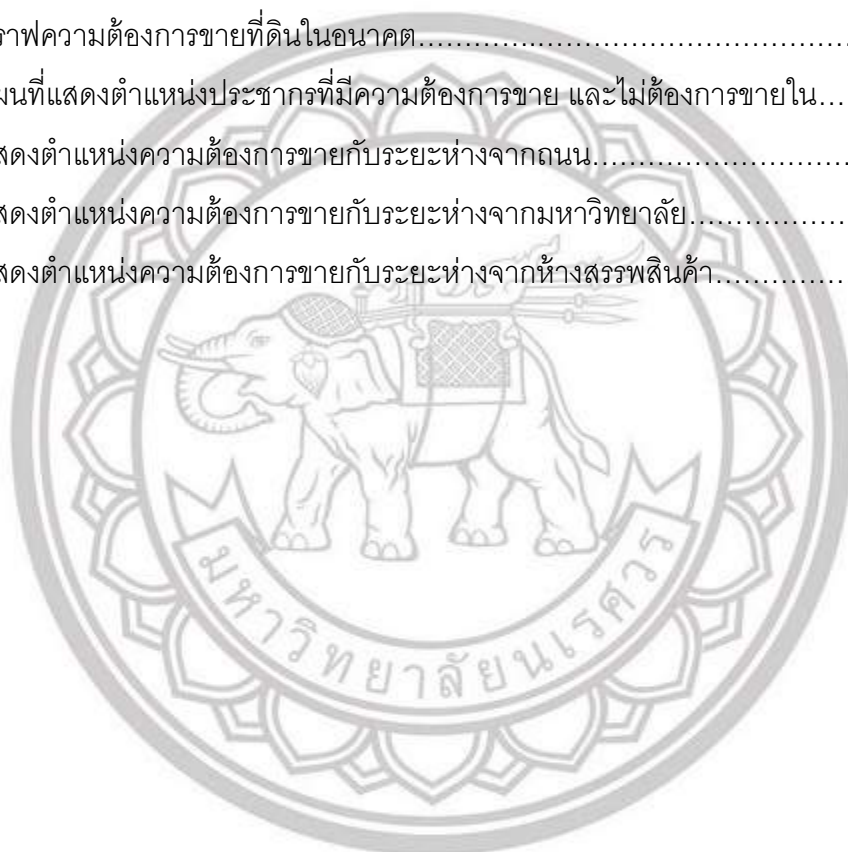 ราฟความต้องการขายที่ดินในอนาคต……………………………………
ผนที่แสดงตำแหน่งประชากรที่มีความต้องการขาย และไม่ต้องการขายใน…
สดงตำแหน่งความต้องการขายกับระยะห่างจากถนน………………………
สดงตำแหน่งความต้องการขายกับระยะห่างจากมหาวิทยาลัย………………
สดงตำแหน่งความต้องการขายกับระยะห่างจากห้างสรรพสินค้า……………
มหาวิทยาลัยนเรศวร